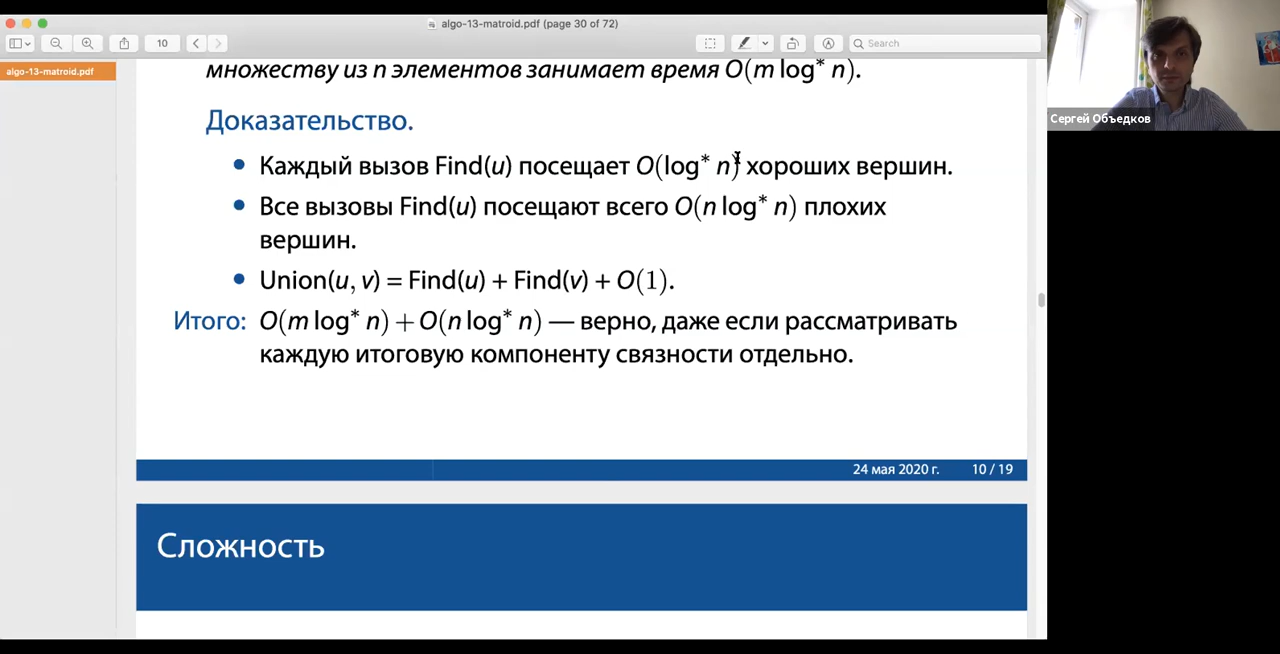 algo-13-matroid.pdf (page 30 of 72)
10
Search
algo-13-matroid.pdf
Сергей Объедков
множеству из n элементов занимает время O(m log* n).
Доказательство.
Каждый вызов Find(u) посещает O(log* n) хороших вершин.
Все вызовы Find(u) посещают всего O(n log* n) плохих
вершин.
Union(u, v) = Find(u) + Find(v) + O(1).
Итого: O(m log* n) + O(n log* n) — верно, даже если рассматривать
каждую итоговую компоненту связности отдельно.
24 мая 2020 г. 10 / 19
Сложность